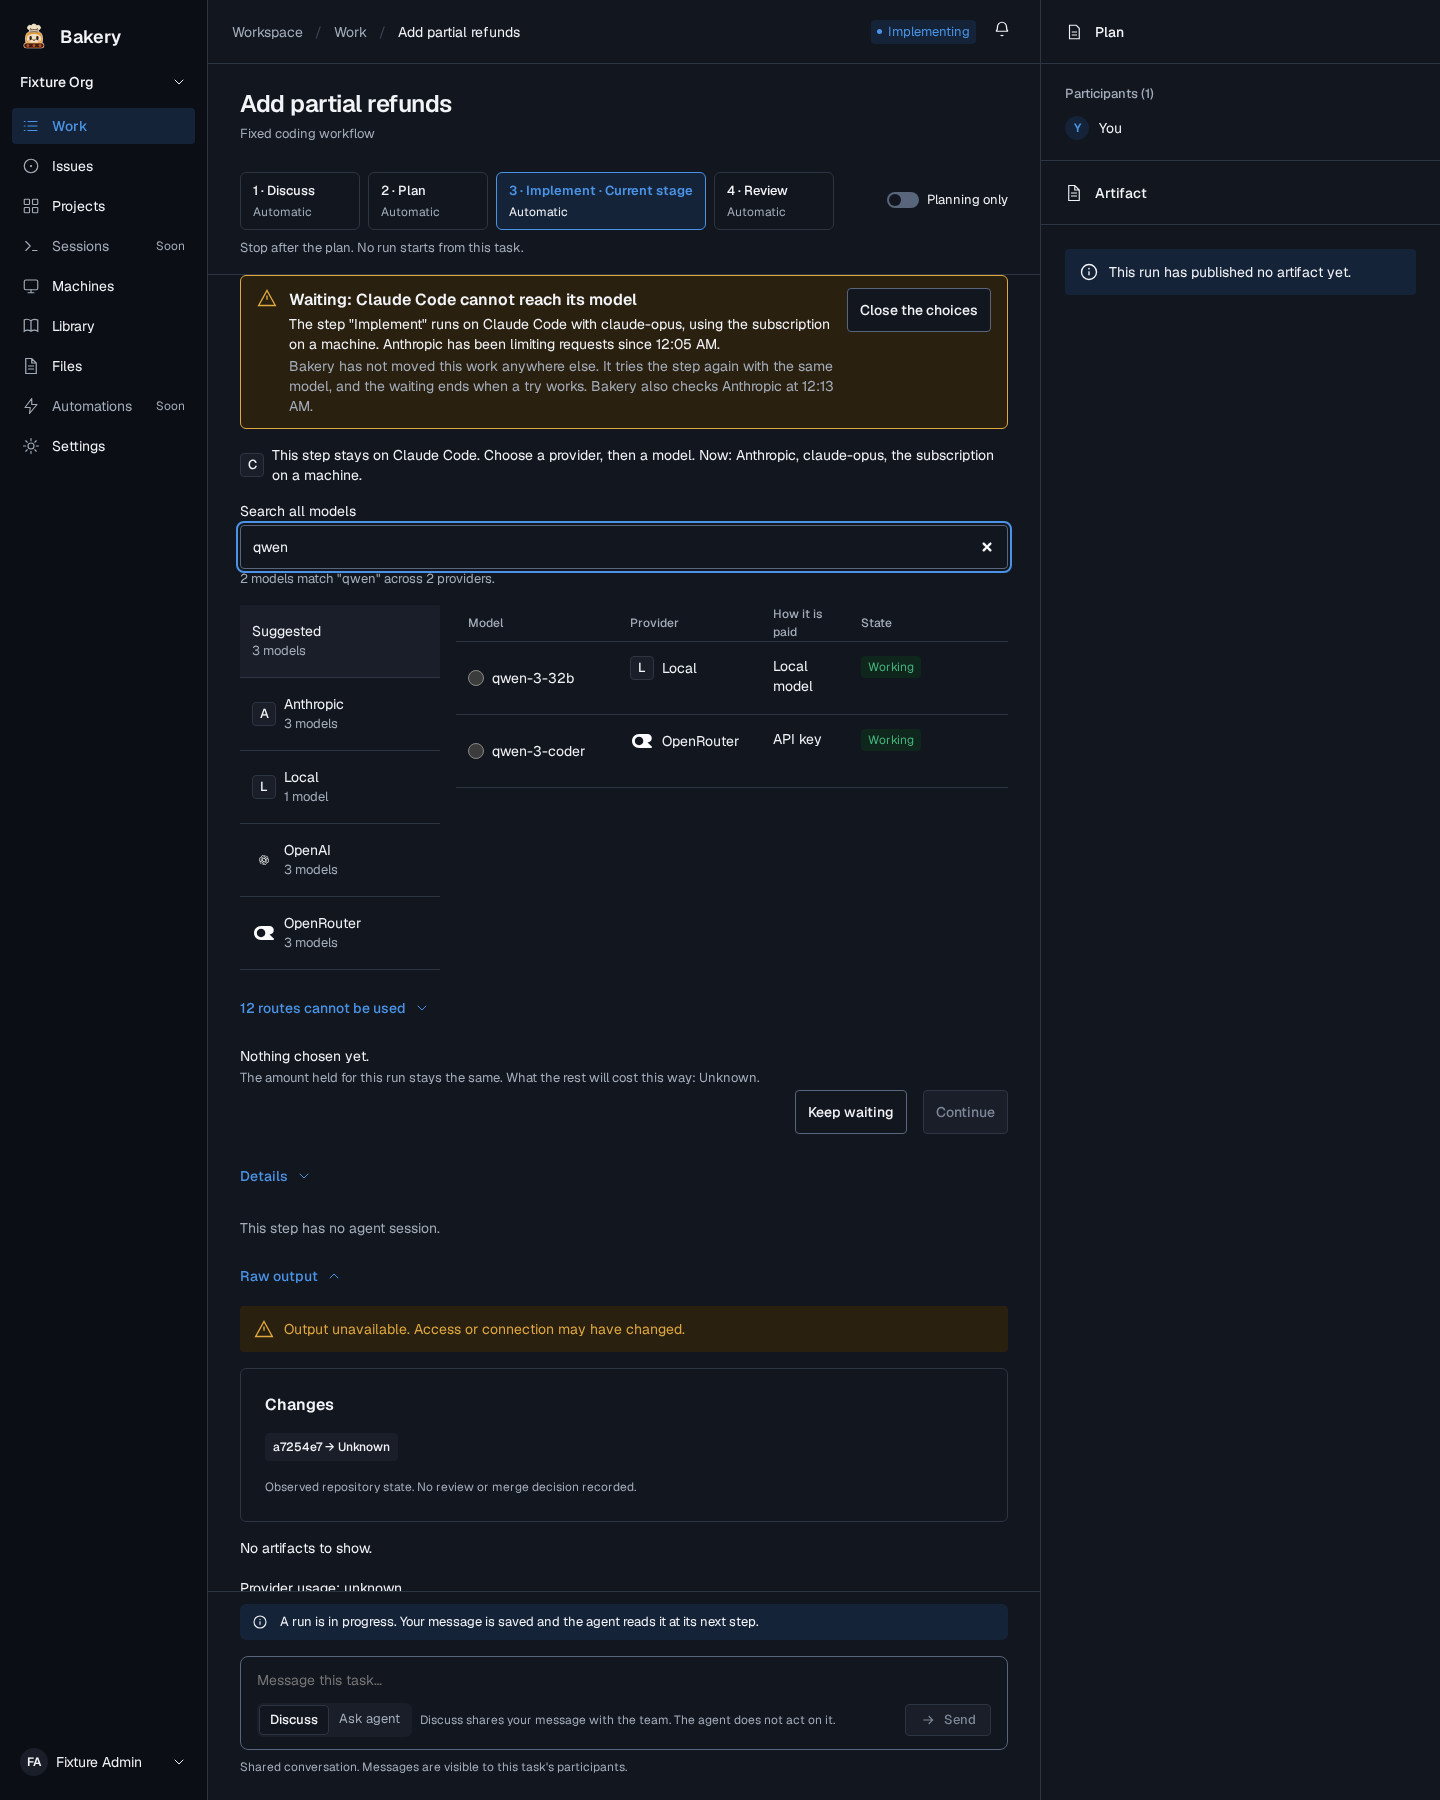 Bakery
Fixture Org
Work
Issues
Projects
Sessions Soon
Machines
Library
Files
Automations Soon
Settings
FA Fixture Admin
Workspace / Work / Add partial refunds
Implementing
Add partial refunds
Fixed coding workflow
1 · Discuss
Automatic
2 · Plan
Automatic
3 · Implement · Current stage
Automatic
4 · Review
Automatic
Planning only
Stop after the plan. No run starts from this task.
Waiting: Claude Code cannot reach its model
The step "Implement" runs on Claude Code with claude-opus, using the subscription
on a machine. Anthropic has been limiting requests since 12:05 AM.
Bakery has not moved this work anywhere else. It tries the step again with the same
model, and the waiting ends when a try works. Bakery also checks Anthropic at 12:13
AM.
Close the choices
C
This step stays on Claude Code. Choose a provider, then a model. Now: Anthropic, claude-opus, the subscription
on a machine.
Search all models
qwen
2 models match "qwen" across 2 providers.
Suggested
3 models
A
Anthropic
3 models
L
Local
1 model
OpenAI
3 models
OpenRouter
3 models
Model
Provider
How it is
paid
State
qwen-3-32b
L Local
Local
model
Working
qwen-3-coder
OpenRouter
API key
Working
12 routes cannot be used
Nothing chosen yet.
The amount held for this run stays the same. What the rest will cost this way: Unknown.
Keep waiting
Continue
Details
This step has no agent session.
Raw output
Output unavailable. Access or connection may have changed.
Changes
a7254e7 → Unknown
Observed repository state. No review or merge decision recorded.
No artifacts to show.
Provider usage: unknown
A run is in progress. Your message is saved and the agent reads it at its next step.
Message this task…
Discuss
Ask agent
Discuss shares your message with the team. The agent does not act on it.
Send
Shared conversation. Messages are visible to this task's participants.
Plan
Participants (1)
Y You
Artifact
This run has published no artifact yet.